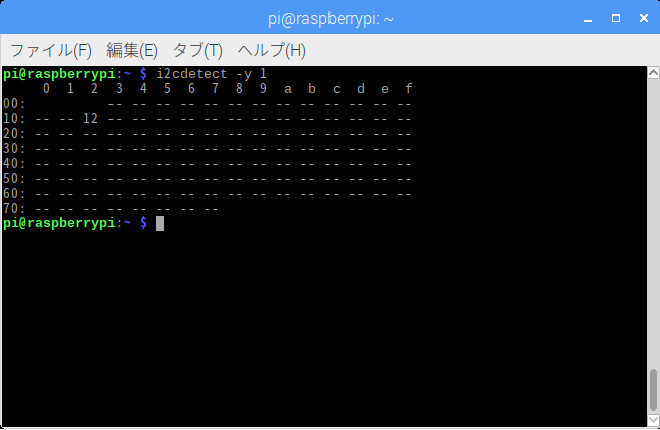 pi@raspberrypi: ~
ファイル(F) 編集(E) タブ(T) ヘルプ(H)
pi@raspberrypi:~ $ i2cdetect -y 1
     0  1  2  3  4  5  6  7  8  9  a  b  c  d  e  f
00:          -- -- -- -- -- -- -- -- -- -- -- -- --
10: -- -- 12 -- -- -- -- -- -- -- -- -- -- -- -- --
20: -- -- -- -- -- -- -- -- -- -- -- -- -- -- -- --
30: -- -- -- -- -- -- -- -- -- -- -- -- -- -- -- --
40: -- -- -- -- -- -- -- -- -- -- -- -- -- -- -- --
50: -- -- -- -- -- -- -- -- -- -- -- -- -- -- -- --
60: -- -- -- -- -- -- -- -- -- -- -- -- -- -- -- --
70: -- -- -- -- -- -- -- --
pi@raspberrypi:~ $